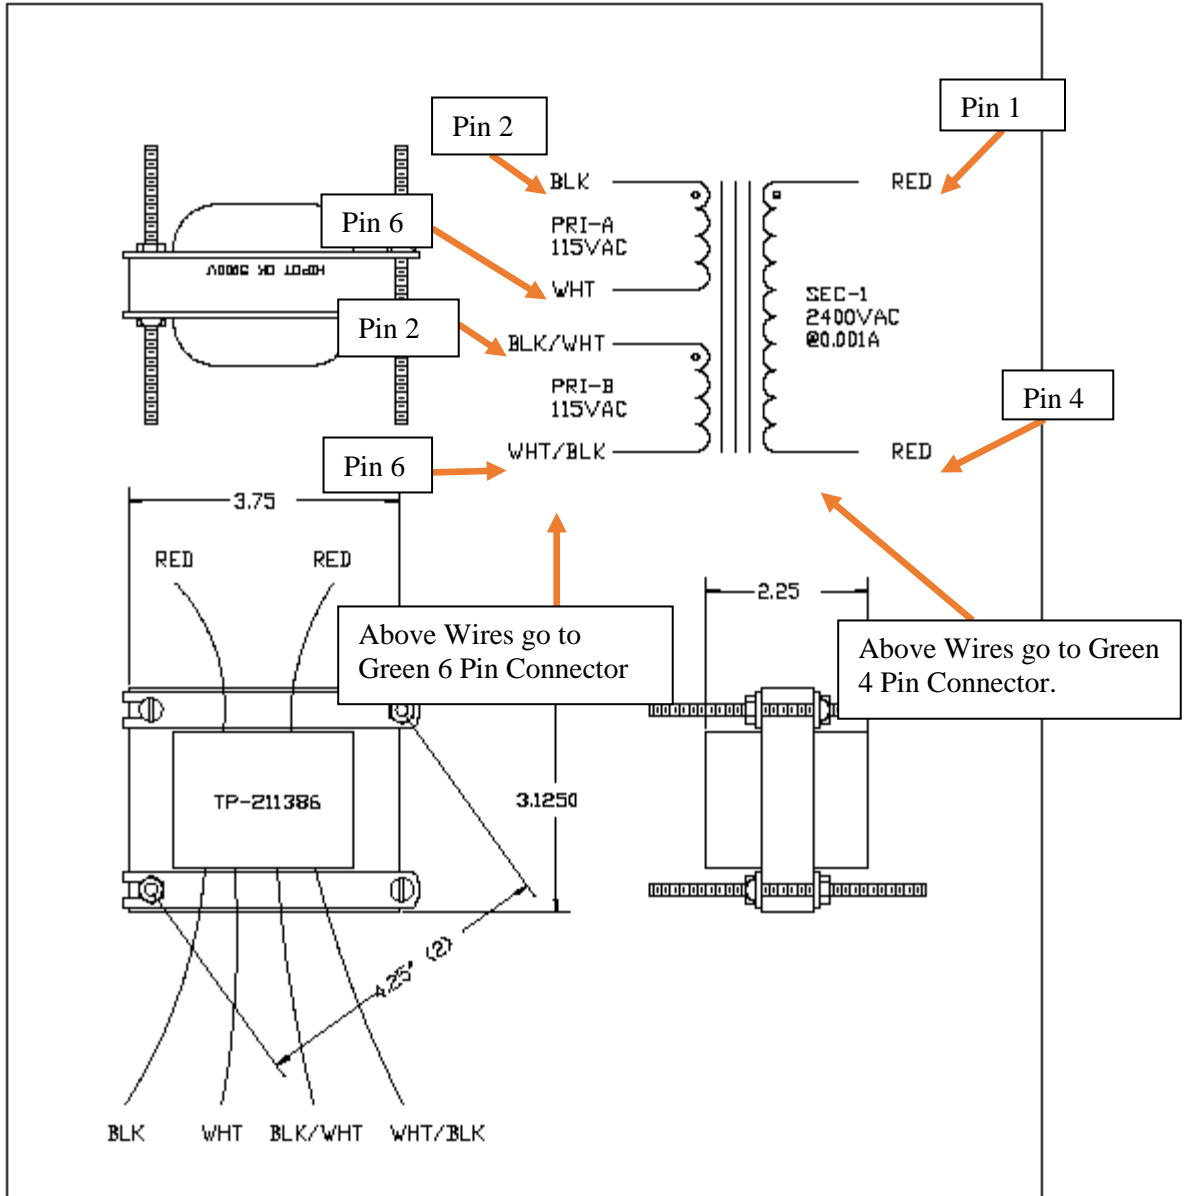 Pin 1
Pin 2
BLK
RED
PRI-A
115VAC
Pin 6
WHT
SEC-1
2400VAC
@0.001A
Pin 2
BLK/WHT
PRI-B
115VAC
Pin 4
Pin 6
WHT/BLK
RED
3.75
RED
RED
2.25
Above Wires go to
Green 6 Pin Connector
Above Wires go to Green
4 Pin Connector.
TP-211386
3.1250
4.25" (2)
BLK
WHT
BLK/WHT
WHT/BLK